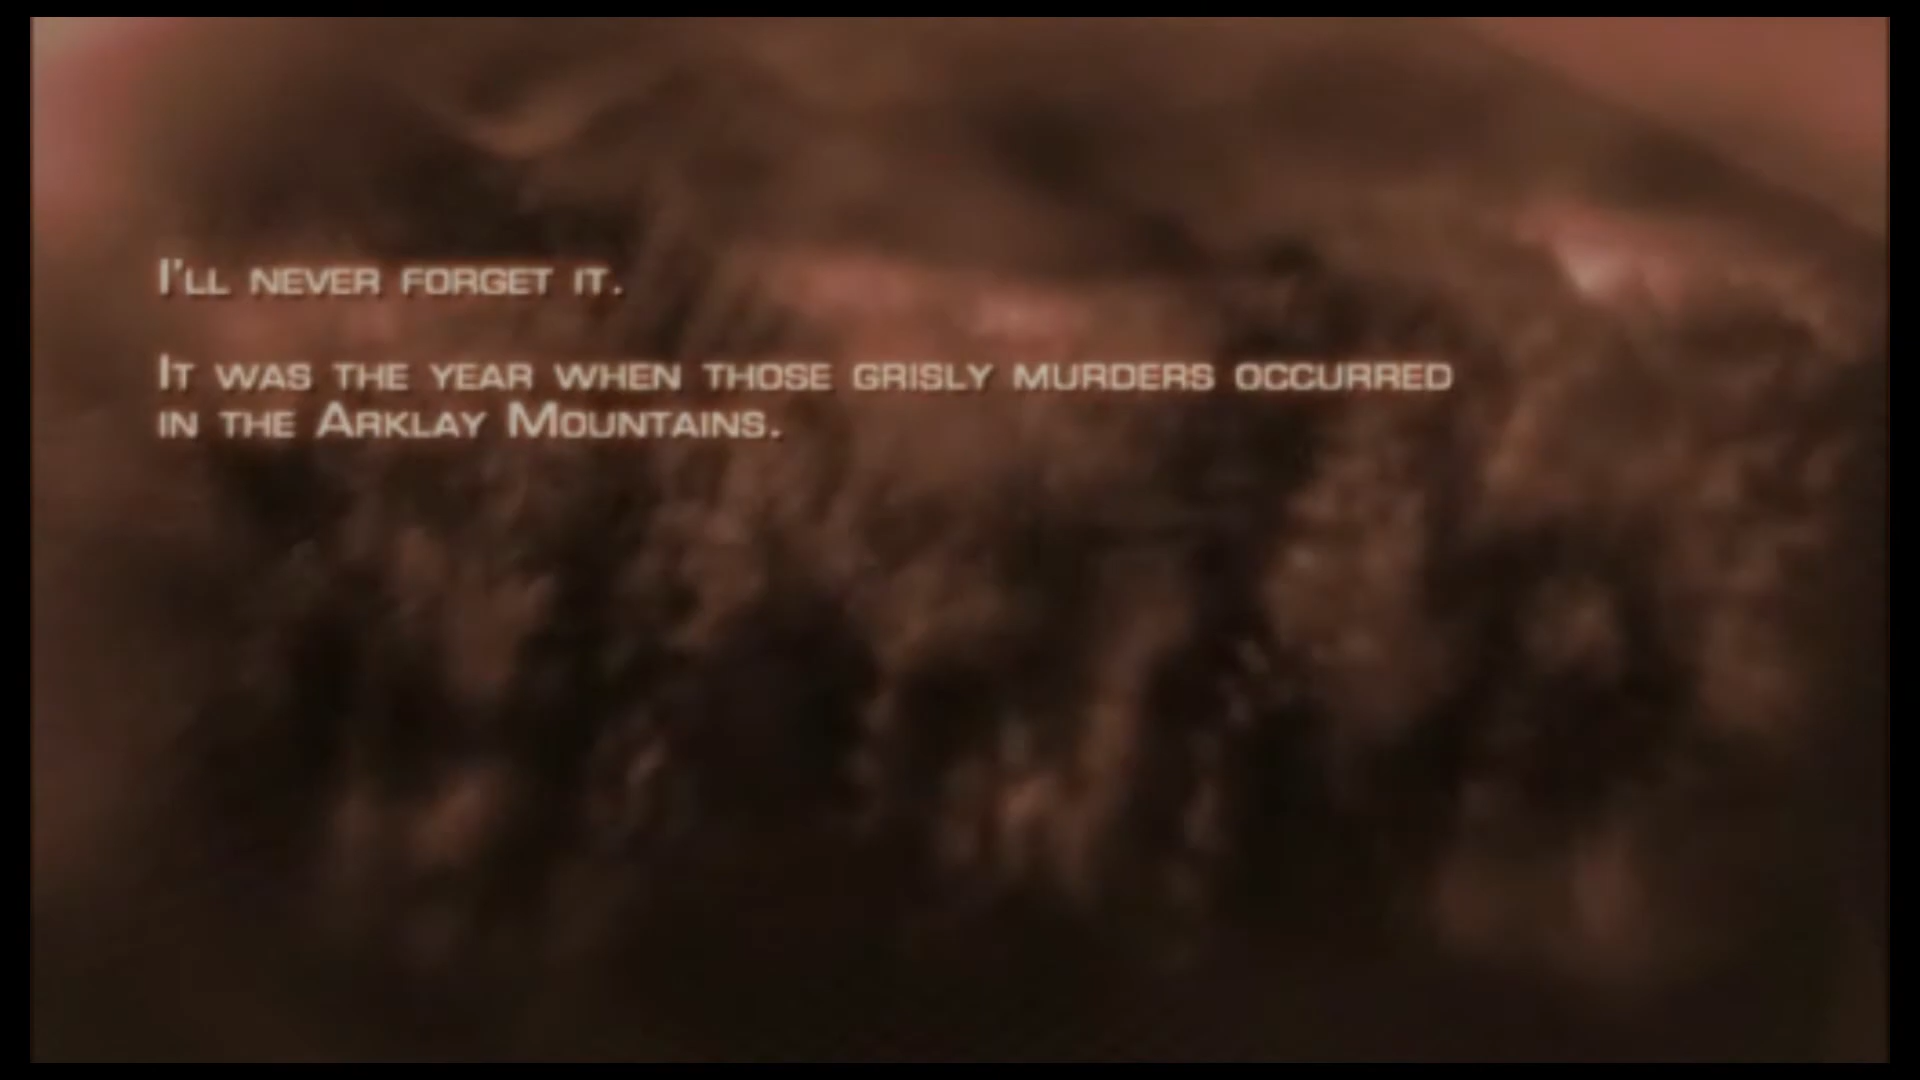 I'll never forget it.
It was the year when those grisly murders occurred
in the Arklay Mountains.